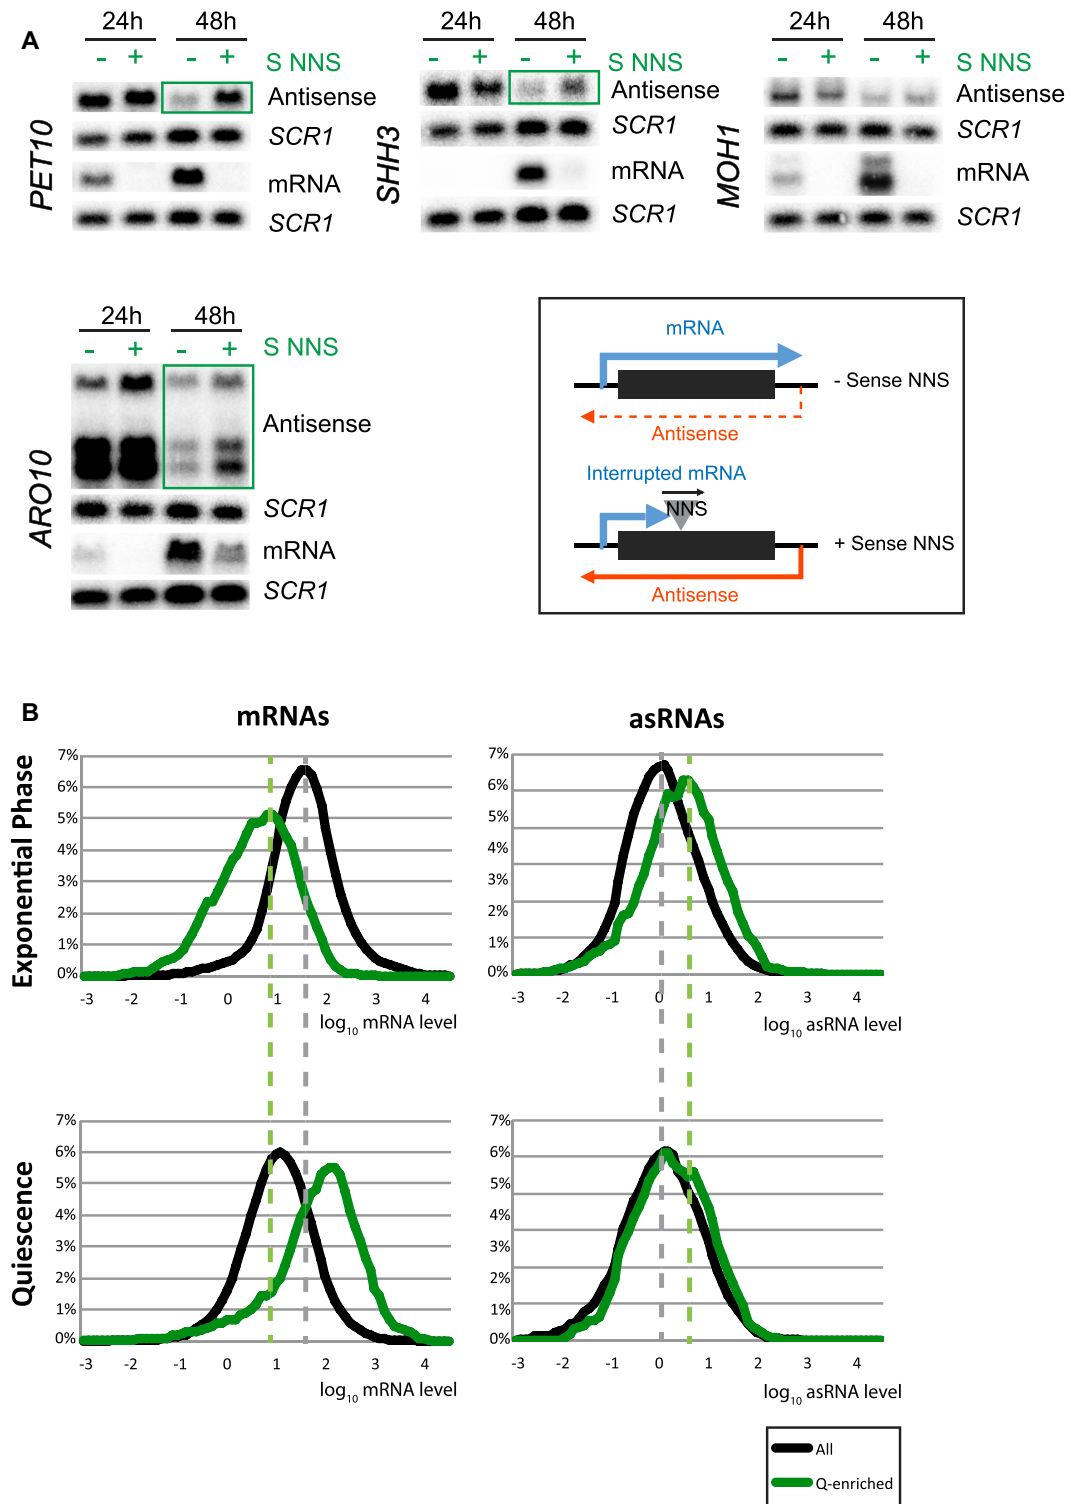 A
24h 48h
- + - +
S NNS
Antisense
SCR1
mRNA
SCR1
PET10
24h 48h
- + - +
S NNS
Antisense
SCR1
mRNA
SCR1
SHH3
24h 48h
- + - +
S NNS
Antisense
SCR1
mRNA
SCR1
MOH1
24h 48h
- + - +
S NNS
Antisense
SCR1
mRNA
SCR1
ARO10
mRNA
- Sense NNS
Antisense
Interrupted mRNA
NNS
+ Sense NNS
Antisense
B
mRNAs
asRNAs
Exponential Phase
7%
6%
5%
4%
3%
2%
1%
0%
-3 -2 -1 0 1 2 3 4
log10 mRNA level
7%
6%
5%
4%
3%
2%
1%
0%
-3 -2 -1 0 1 2 3 4
log10 asRNA level
Quiescence
7%
6%
5%
4%
3%
2%
1%
0%
-3 -2 -1 0 1 2 3 4
log10 mRNA level
7%
6%
5%
4%
3%
2%
1%
0%
-3 -2 -1 0 1 2 3 4
log10 asRNA level
All
Q-enriched